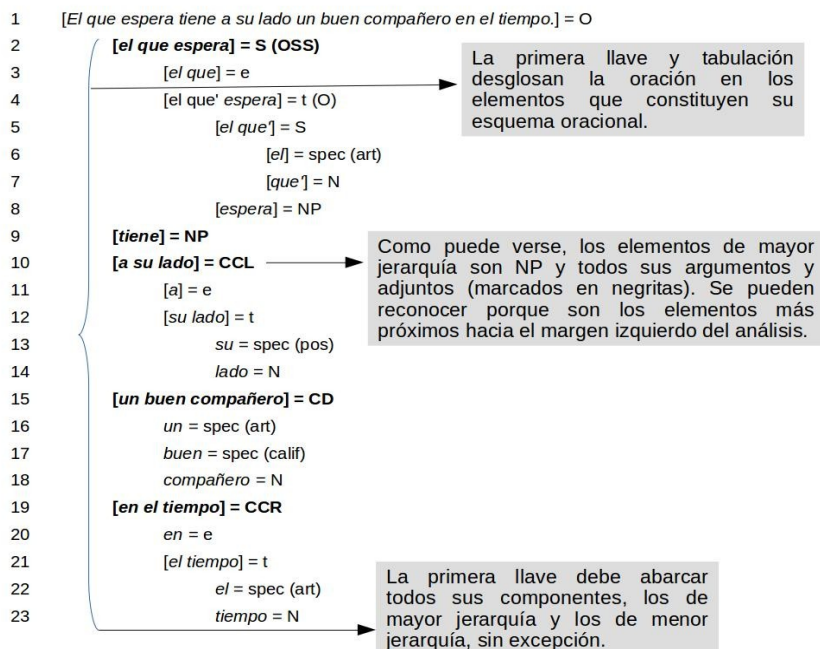 1 [El que espera tiene a su lado un buen compañero en el tiempo.] = O
2 [el que espera] = S (OSS)
3 [el que] = e
4 [el que' espera] = t (O)
5 [el que'] = S
6 [el] = spec (art)
7 [que'] = N
8 [espera] = NP
La primera llave y tabulación
desglosan la oración en los
elementos que constituyen su
esquema oracional.
9 [tiene] = NP
10 [a su lado] = CCL
11 [a] = e
12 [su lado] = t
13 su = spec (pos)
14 lado = N
Como puede verse, los elementos de mayor
jerarquía son NP y todos sus argumentos y
adjuntos (marcados en negritas). Se pueden
reconocer porque son los elementos más
próximos hacia el margen izquierdo del análisis.
15 [un buen compañero] = CD
16 un = spec (art)
17 buen = spec (calif)
18 compañero = N
19 [en el tiempo] = CCR
20 en = e
21 [el tiempo] = t
22 el = spec (art)
23 tiempo = N
La primera llave debe abarcar
todos sus componentes, los de
mayor jerarquía y los de menor
jerarquía, sin excepción.